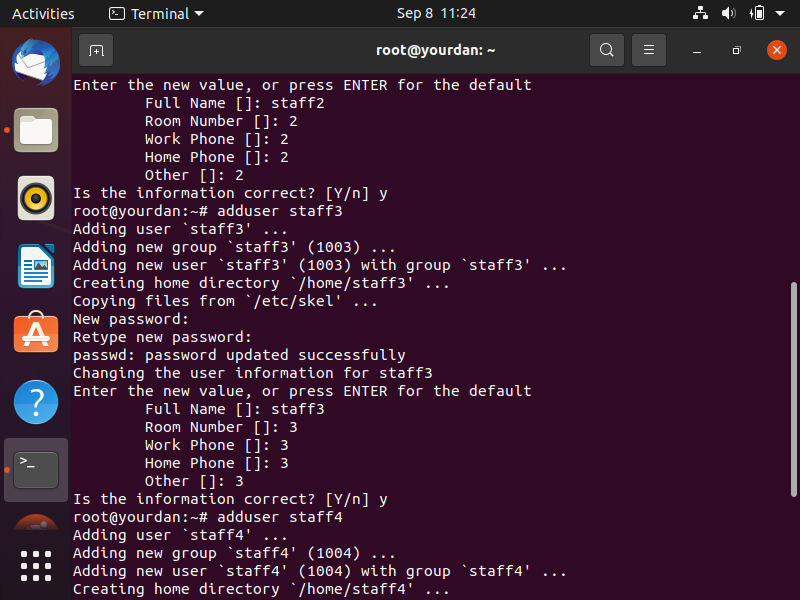 Activities
Terminal
Sep 8 11:24
root@yourdan: ~
Enter the new value, or press ENTER for the default
Full Name []: staff2
Room Number []: 2
Work Phone []: 2
Home Phone []: 2
Other []: 2
Is the information correct? [Y/n] y
root@yourdan:~# adduser staff3
Adding user `staff3' ...
Adding new group `staff3' (1003) ...
Adding new user `staff3' (1003) with group `staff3' ...
Creating home directory `/home/staff3' ...
Copying files from `/etc/skel' ...
New password:
Retype new password:
passwd: password updated successfully
Changing the user information for staff3
Enter the new value, or press ENTER for the default
Full Name []: staff3
Room Number []: 3
Work Phone []: 3
Home Phone []: 3
Other []: 3
Is the information correct? [Y/n] y
root@yourdan:~# adduser staff4
Adding user `staff4' ...
Adding new group `staff4' (1004) ...
Adding new user `staff4' (1004) with group `staff4' ...
Creating home directory `/home/staff4' ...